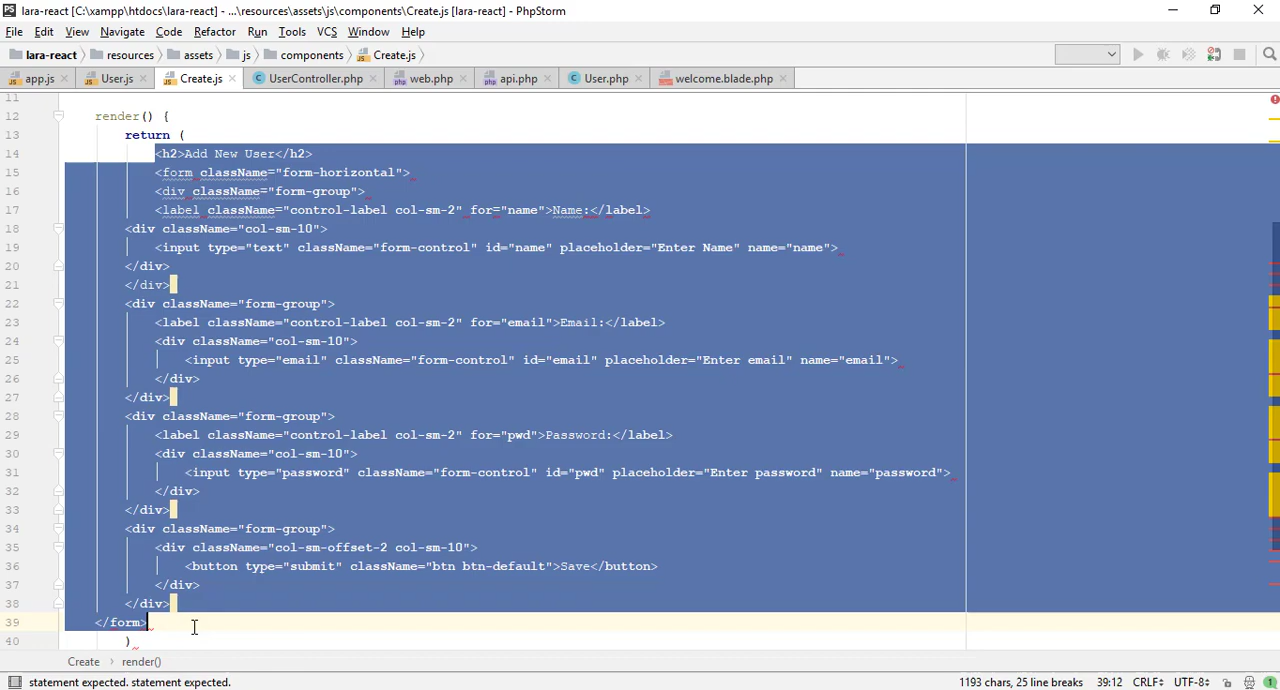 lara-react [C:\xampp\htdocs\lara-react] - ...\resources\assets\js\components\Create.js [lara-react] - PhpStorm
File Edit View Navigate Code Refactor Run Tools VCS Window Help
lara-react resources assets js components Create.js
app.js User.js Create.js UserController.php web.php api.php User.php welcome.blade.php
11
12 render() {
13 return (
14 <h2>Add New User</h2>
15 <form className="form-horizontal">
16 <div className="form-group">
17 <label className="control-label col-sm-2" for="name">Name:</label>
18 <div className="col-sm-10">
19 <input type="text" className="form-control" id="name" placeholder="Enter Name" name="name">
20 </div>
21 </div>
22 <div className="form-group">
23 <label className="control-label col-sm-2" for="email">Email:</label>
24 <div className="col-sm-10">
25 <input type="email" className="form-control" id="email" placeholder="Enter email" name="email">
26 </div>
27 </div>
28 <div className="form-group">
29 <label className="control-label col-sm-2" for="pwd">Password:</label>
30 <div className="col-sm-10">
31 <input type="password" className="form-control" id="pwd" placeholder="Enter password" name="password">
32 </div>
33 </div>
34 <div className="form-group">
35 <div className="col-sm-offset-2 col-sm-10">
36 <button type="submit" className="btn btn-default">Save</button>
37 </div>
38 </div>
39 </form>
40 )
Create render()
statement expected. statement expected. 1193 chars, 25 line breaks 39:12 CRLF UTF-8 1